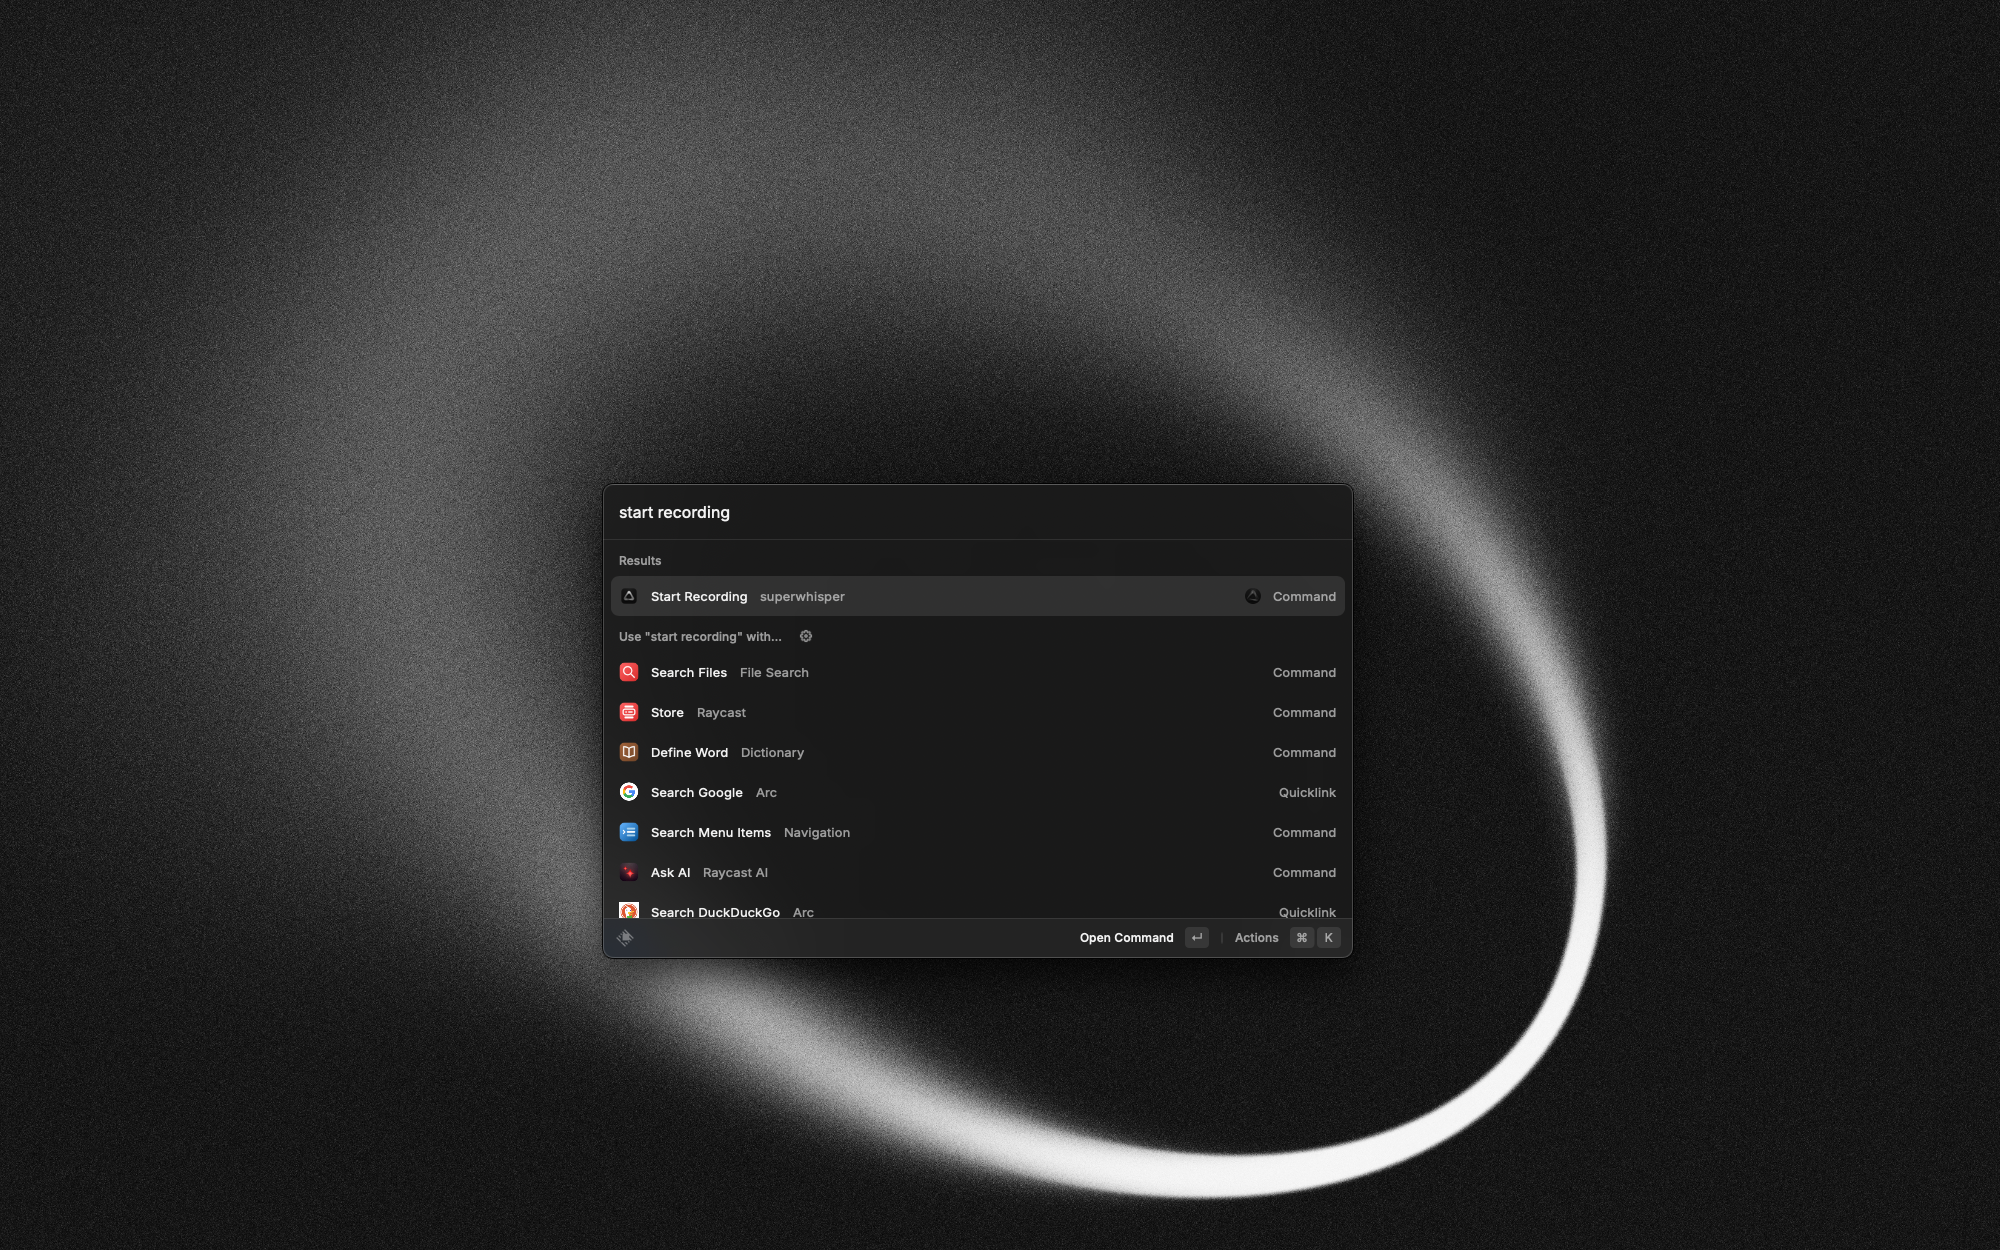 start recording
Results
Start Recording superwhisper Command
Use "start recording" with...
Search Files File Search Command
Store Raycast Command
Define Word Dictionary Command
Search Google Arc Quicklink
Search Menu Items Navigation Command
Ask AI Raycast AI Command
Search DuckDuckGo Arc Quicklink
Open Command ↵ | Actions ⌘ K